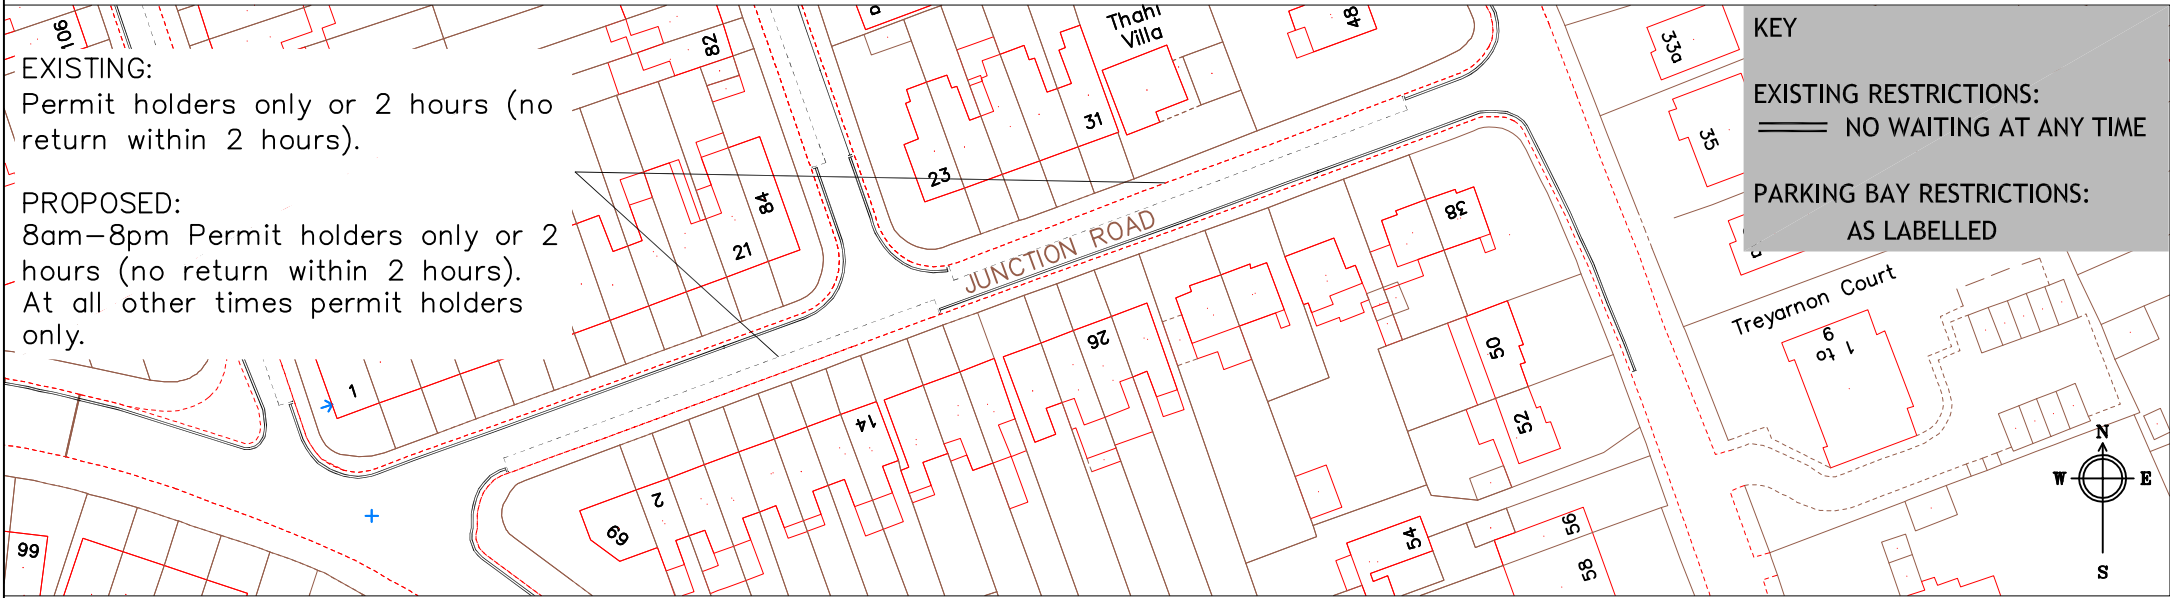 EXISTING:
Permit holders only or 2 hours (no
return within 2 hours).
PROPOSED:
8am–8pm Permit holders only or 2
hours (no return within 2 hours).
At all other times permit holders
only.
KEY
EXISTING RESTRICTIONS:
NO WAITING AT ANY TIME
PARKING BAY RESTRICTIONS:
AS LABELLED
106
82
Thahi
Villa
48
33a
35
31
23
84
21
38
JUNCTION ROAD
Treyarnon Court
1 to 9
1
26
14
50
52
2
69
54
56
58
66
N
W
E
S